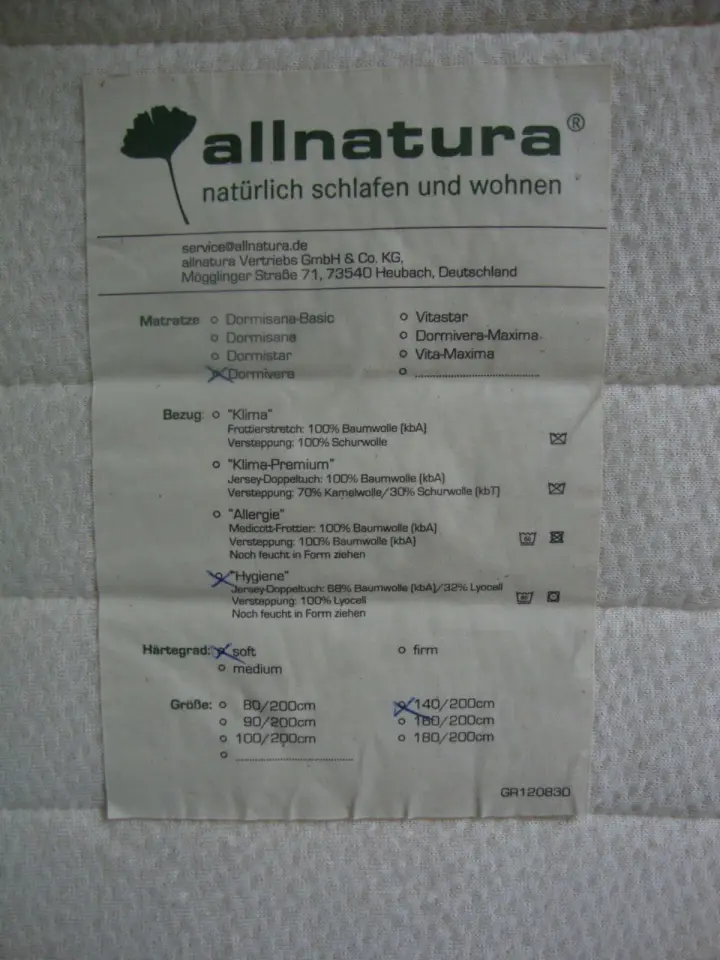 allnatura®
natürlich schlafen und wohnen
service@allnatura.de
allnatura Vertriebs GmbH & Co. KG,
Mögglinger Straße 71, 73540 Heubach, Deutschland
Matratze Dormisana-Basic Vitastar
Dormisana Dormivera-Maxima
Dormistar Vita-Maxima
Dormivera
Bezug: "Klima"
Frottierstretch: 100% Baumwolle (kbA)
Versteppung: 100% Schurwolle
"Klima-Premium"
Jersey-Doppeltuch: 100% Baumwolle (kbA)
Versteppung: 70% Kamelwolle/30% Schurwolle (kbT)
"Allergie"
Medicott-Frottier: 100% Baumwolle (kbA)
Versteppung: 100% Baumwolle (kbA)
Noch feucht in Form ziehen
"Hygiene"
Jersey-Doppeltuch: 68% Baumwolle (kbA)/32% Lyocell
Versteppung: 100% Lyocell
Noch feucht in Form ziehen
Härtegrad: soft firm
medium
Größe: 80/200cm 140/200cm
90/200cm 160/200cm
100/200cm 180/200cm
GR120830